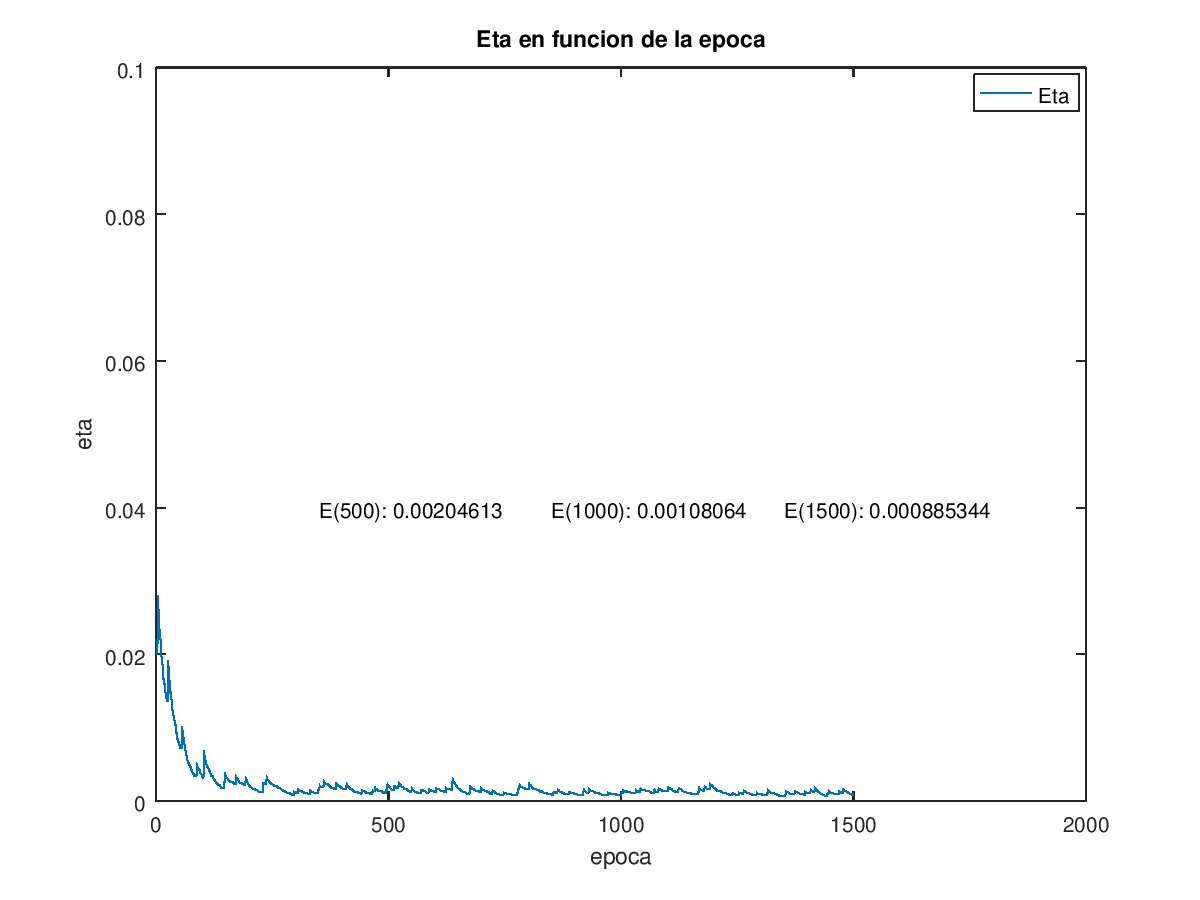 Eta en funcion de la epoca
Eta
0.1
0.08
0.06
0.04
0.02
0
eta
E(500): 0.00204613
E(1000): 0.00108064
E(1500): 0.000885344
0
500
1000
1500
2000
epoca